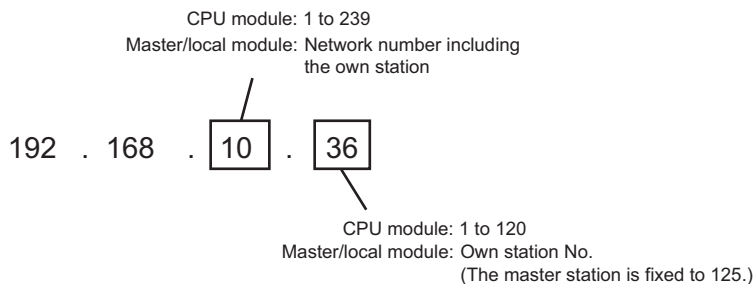 CPU module: 1 to 239
Master/local module: Network number including
the own station
192 . 168 . 10 . 36
CPU module: 1 to 120
Master/local module: Own station No.
(The master station is fixed to 125.)